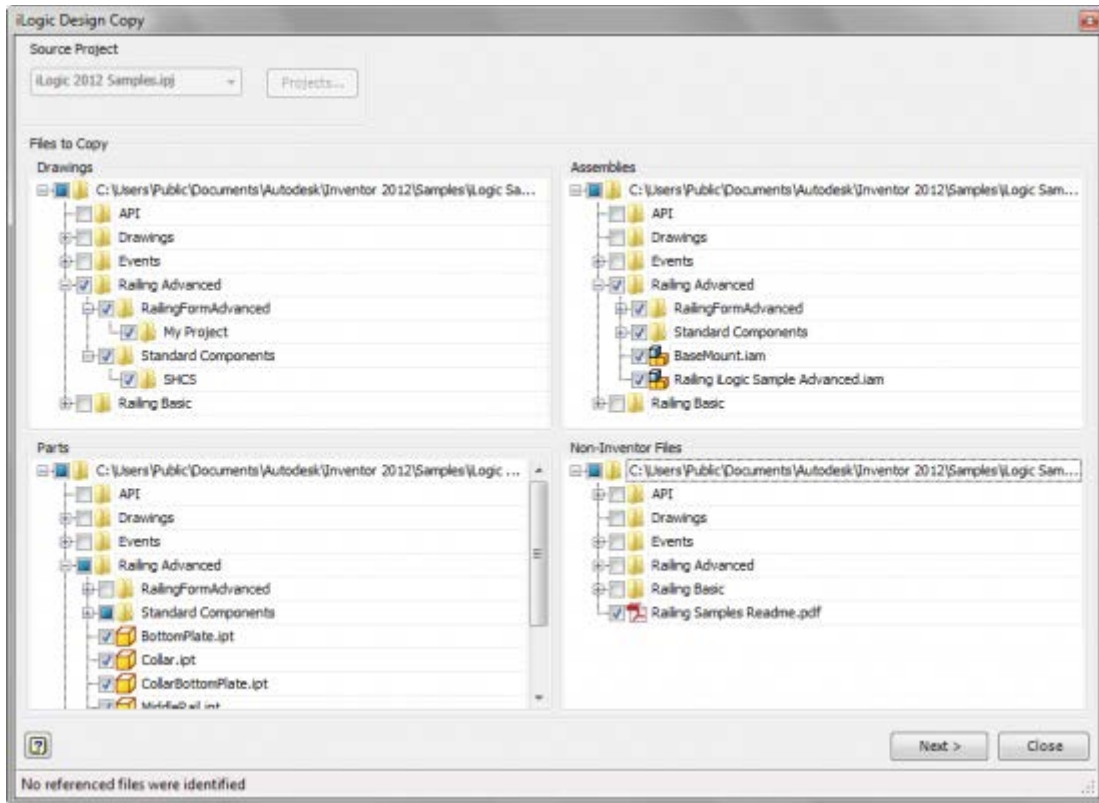 iLogic Design Copy
Source Project
iLogic 2012 Samples.ipj
Projects...
Files to Copy
Drawings
C:\Users\Public\Documents\Autodesk\Inventor 2012\Samples\iLogic Sa...
API
Drawings
Events
Railing Advanced
RailingFormAdvanced
My Project
Standard Components
SHCS
Railing Basic
Assemblies
C:\Users\Public\Documents\Autodesk\Inventor 2012\Samples\iLogic Sam...
API
Drawings
Events
Railing Advanced
RailingFormAdvanced
Standard Components
BaseMount.iam
Railing iLogic Sample Advanced.iam
Railing Basic
Parts
C:\Users\Public\Documents\Autodesk\Inventor 2012\Samples\iLogic ...
API
Drawings
Events
Railing Advanced
RailingFormAdvanced
Standard Components
BottomPlate.ipt
Collar.ipt
CollarBottomPlate.ipt
MiddleRail.ipt
Non-Inventor Files
C:\Users\Public\Documents\Autodesk\Inventor 2012\Samples\iLogic Sam...
API
Drawings
Events
Railing Advanced
Railing Basic
Railing Samples Readme.pdf
Next >
Close
No referenced files were identified